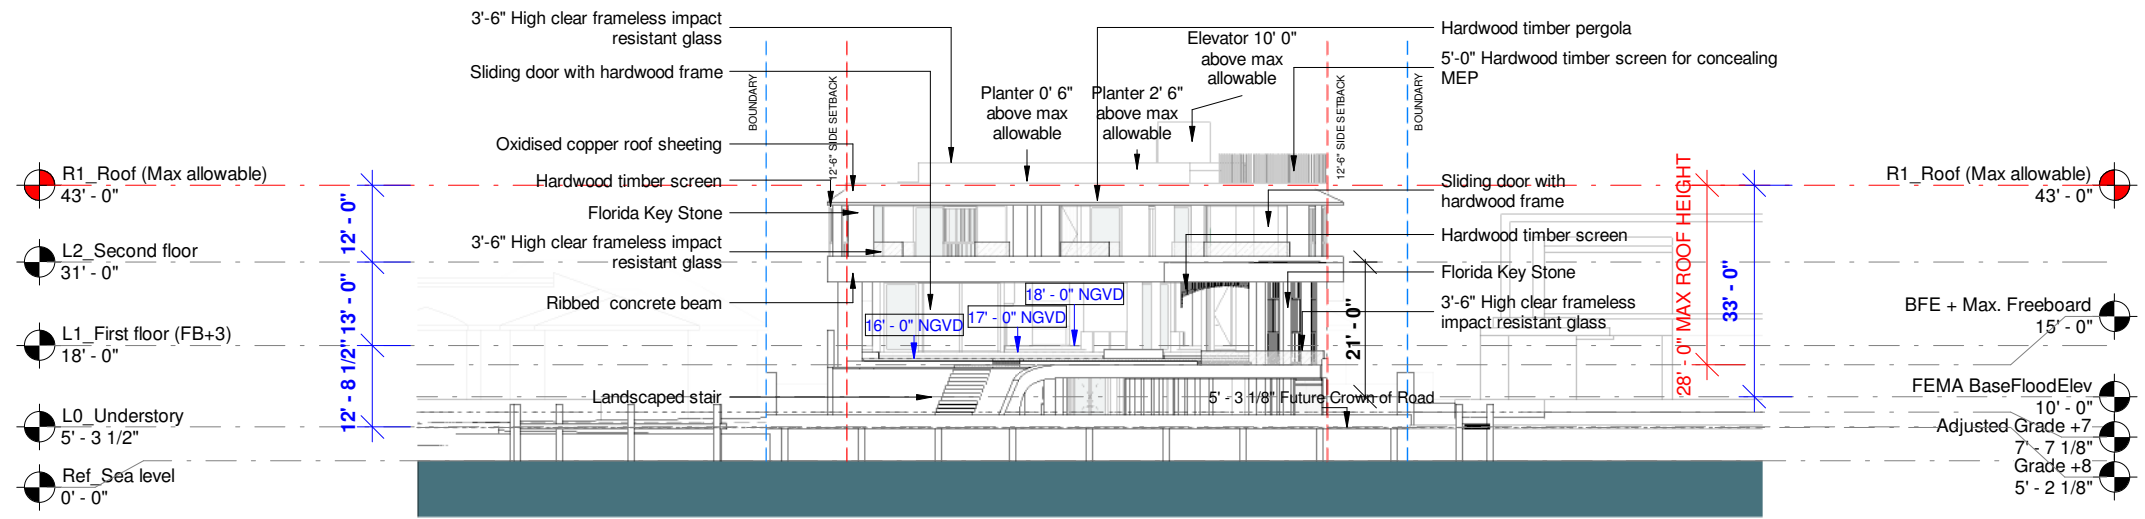 3'-6" High clear frameless impact
resistant glass
Sliding door with hardwood frame
Oxidised copper roof sheeting
Hardwood timber screen
Florida Key Stone
3'-6" High clear frameless impact
resistant glass
Ribbed concrete beam
Landscaped stair
R1_Roof (Max allowable)
43' - 0"
L2_Second floor
31' - 0"
L1_First floor (FB+3)
18' - 0"
L0_Understory
5' - 3 1/2"
Ref_Sea level
0' - 0"
12' - 0"
13' - 0"
12' - 8 1/2"
BOUNDARY
12'-6" SIDE SETBACK
Planter 0' 6"
above max
allowable
Planter 2' 6"
above max
allowable
Elevator 10' 0"
above max
allowable
16' - 0" NGVD
17' - 0" NGVD
18' - 0" NGVD
21' - 0"
5' - 3 1/8" Future Crown of Road
12'-6" SIDE SETBACK
BOUNDARY
Hardwood timber pergola
5'-0" Hardwood timber screen for concealing
MEP
Sliding door with
hardwood frame
Hardwood timber screen
Florida Key Stone
3'-6" High clear frameless
impact resistant glass
28' - 0" MAX ROOF HEIGHT
33' - 0"
R1_Roof (Max allowable)
43' - 0"
BFE + Max. Freeboard
15' - 0"
FEMA BaseFloodElev
10' - 0"
Adjusted Grade +7
7' - 7 1/8"
Grade +8
5' - 2 1/8"